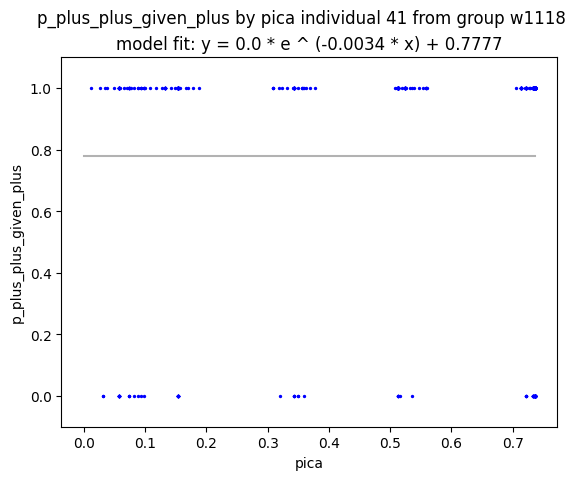 p_plus_plus_given_plus by pica individual 41 from group w1118
model fit: y = 0.0 * e ^ (-0.0034 * x) + 0.7777
1.0
0.8
0.6
0.4
0.2
0.0
p_plus_plus_given_plus
0.0 0.1 0.2 0.3 0.4 0.5 0.6 0.7
pica